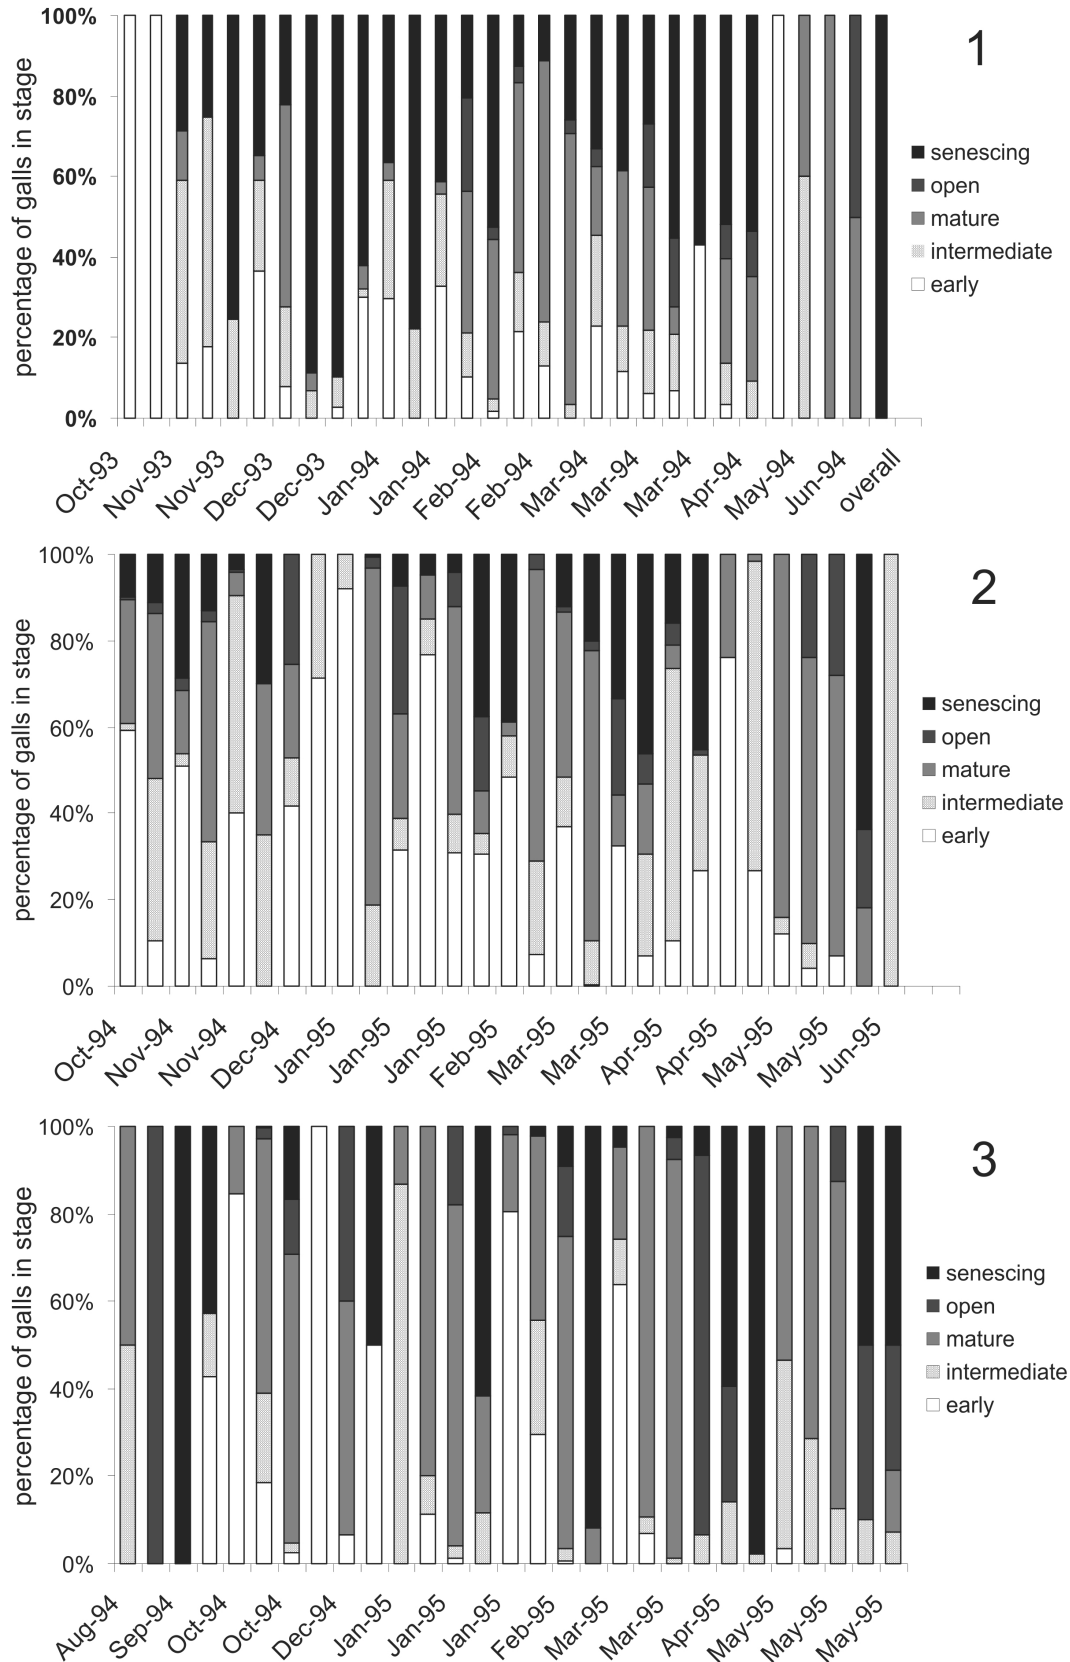 percentage of galls in stage
100%
80%
60%
40%
20%
0%
1
senescing
open
mature
intermediate
early
Oct-93
Nov-93
Nov-93
Dec-93
Dec-93
Jan-94
Jan-94
Feb-94
Feb-94
Mar-94
Mar-94
Mar-94
Apr-94
May-94
Jun-94
overall
percentage of galls in stage
100%
80%
60%
40%
20%
0%
2
senescing
open
mature
intermediate
early
Oct-94
Nov-94
Nov-94
Dec-94
Jan-95
Jan-95
Jan-95
Feb-95
Mar-95
Mar-95
Apr-95
Apr-95
May-95
May-95
Jun-95
percentage of galls in stage
100%
80%
60%
40%
20%
0%
3
senescing
open
mature
intermediate
early
Aug-94
Sep-94
Oct-94
Oct-94
Dec-94
Jan-95
Jan-95
Jan-95
Feb-95
Mar-95
Mar-95
Apr-95
May-95
May-95
May-95